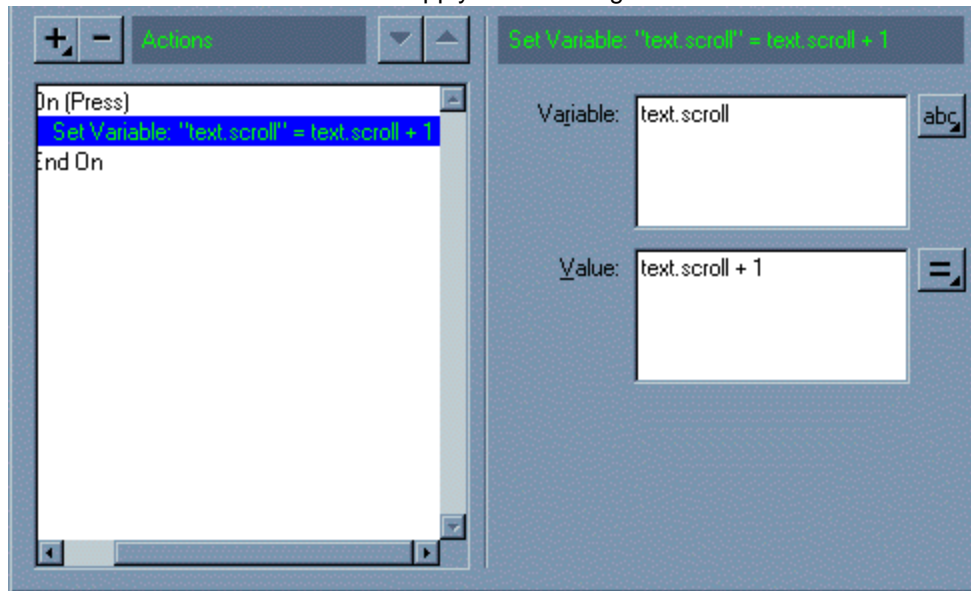 Actions
On (Press)
Set Variable: "text.scroll" = text.scroll + 1
End On
Set Variable: "text.scroll" = text.scroll + 1
Variable: text.scroll
abc
Value: text.scroll + 1